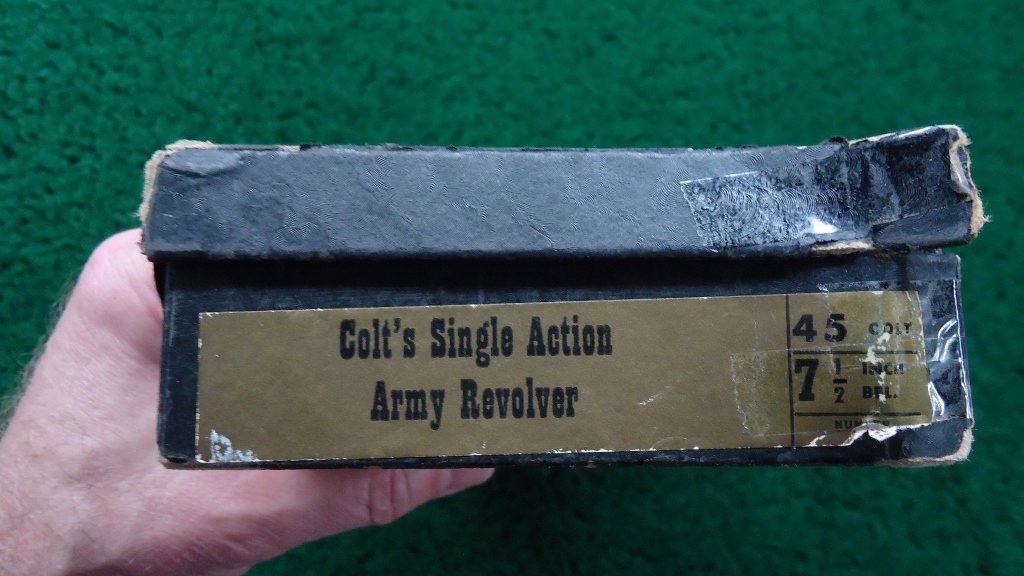 Colt's Single Action
Army Revolver
45 COLT
7 1/2 INCH
BBL.